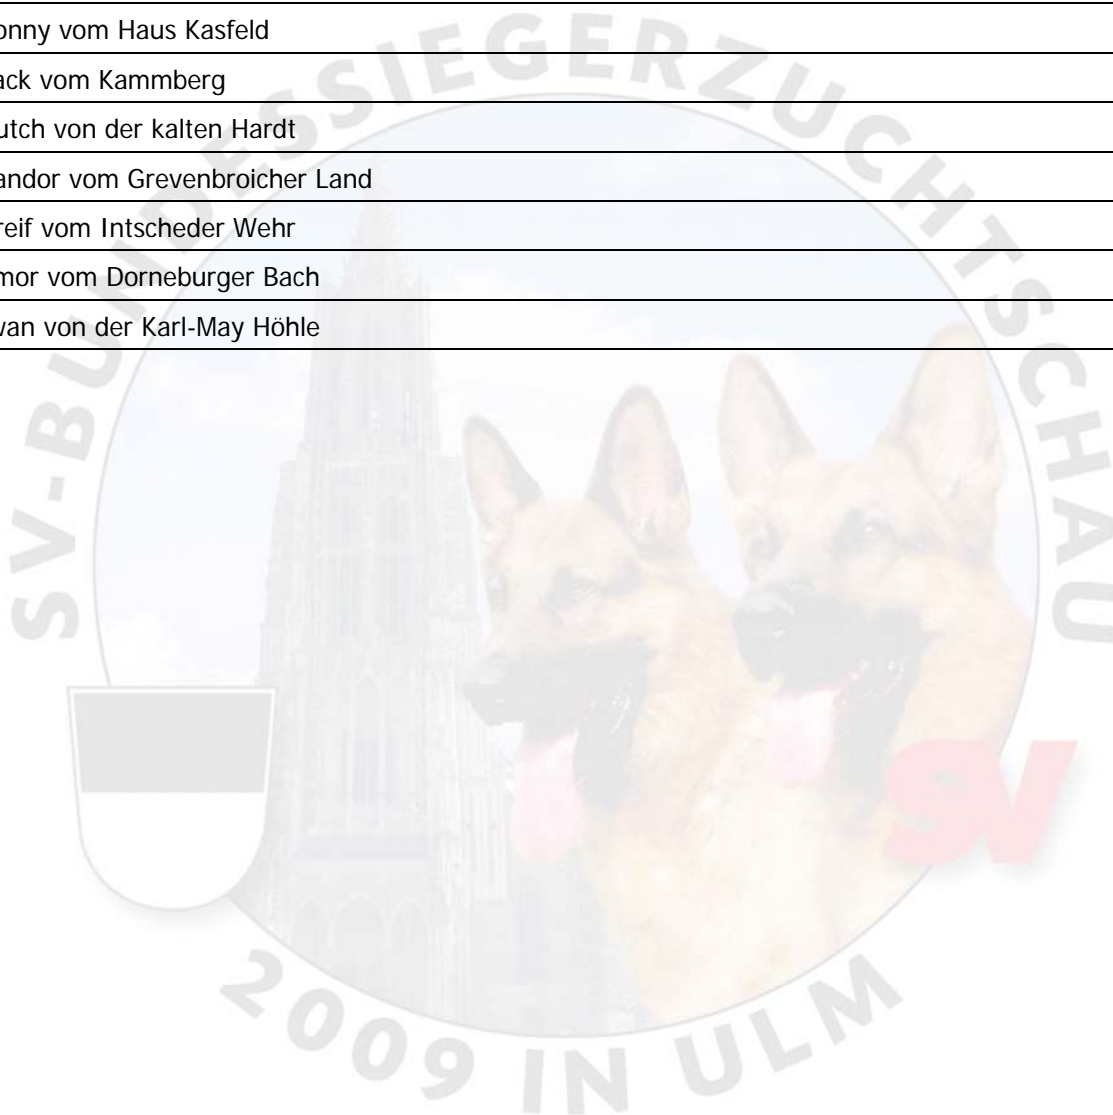 onny vom Haus Kasfeld
ack vom Kammberg
utch von der kalten Hardt
andor vom Grevenbroicher Land
reif vom Intscheder Wehr
mor vom Dorneburger Bach
wan von der Karl-May Höhle
SV-BUNDESSIEGERZUCHTSCHAU
SV
2009 IN ULM